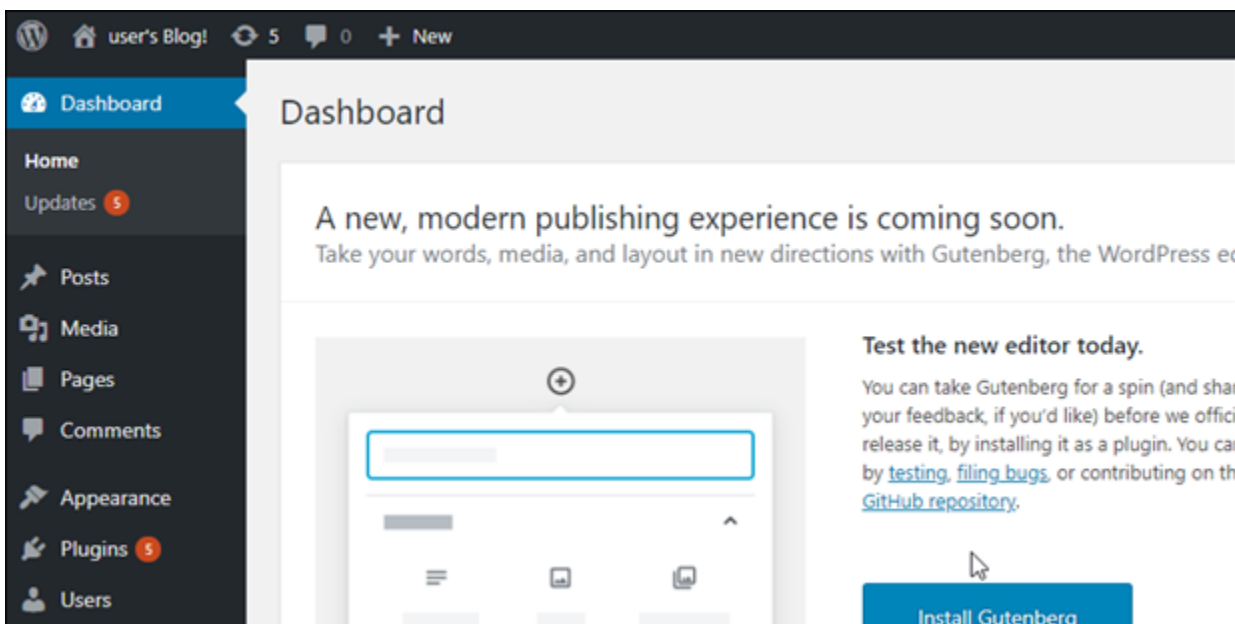 user's Blog! 5 0 + New
Dashboard
Home
Updates 5
Posts
Media
Pages
Comments
Appearance
Plugins 5
Users
Dashboard
A new, modern publishing experience is coming soon.
Take your words, media, and layout in new directions with Gutenberg, the WordPress
Test the new editor today.
You can take Gutenberg for a spin (and
your feedback, if you'd like) before we
release it, by installing it as a plugin. You
by testing, filing bugs, or contributing on
GitHub repository.
Install Gutenberg